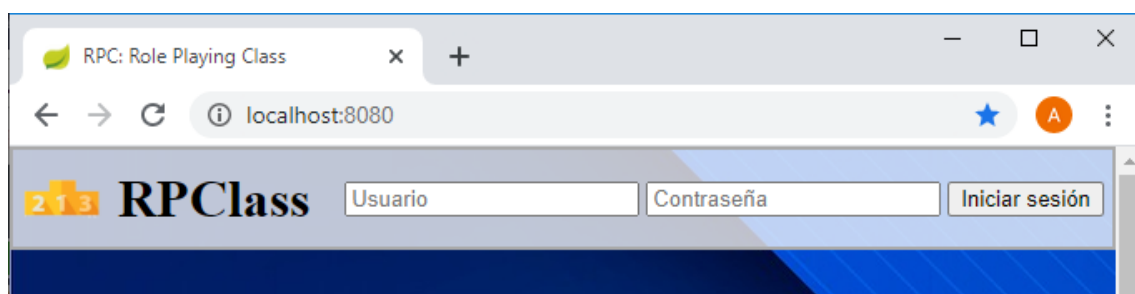 RPC: Role Playing Class
localhost:8080
A
2 1 3 RPClass Usuario Contraseña Iniciar sesión